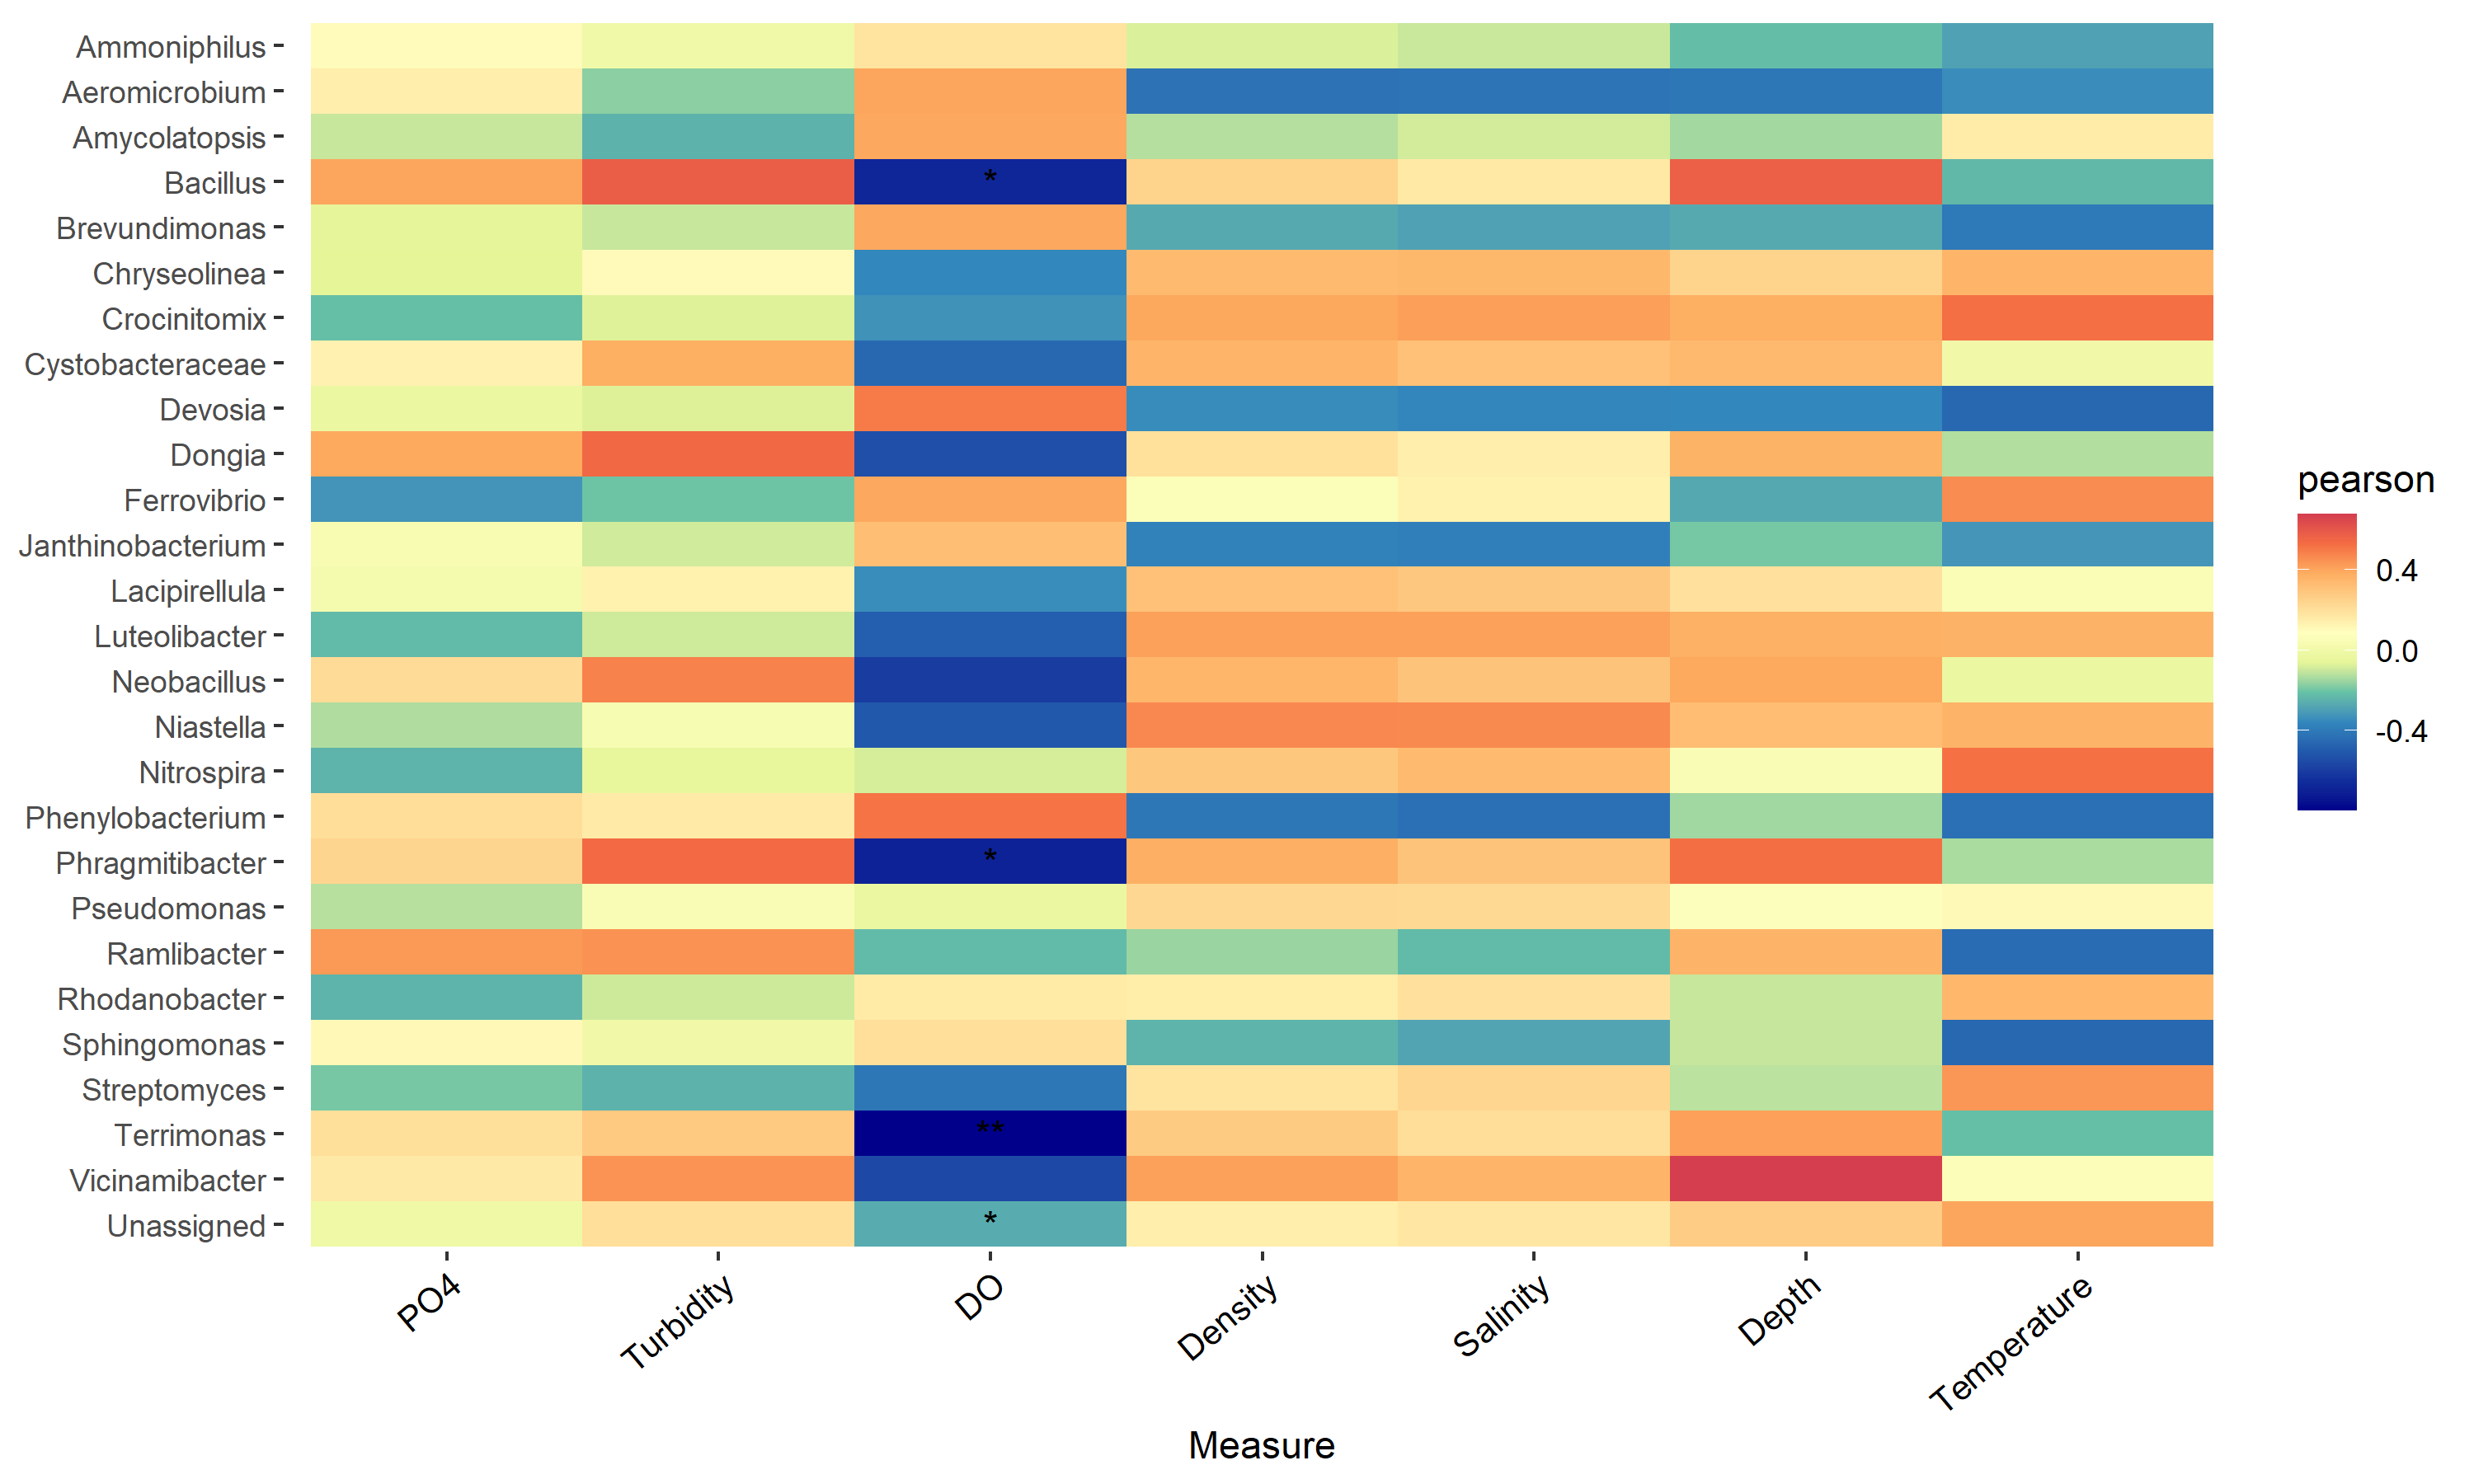 Ammoniphilus
Aeromicrobium
Amycolatopsis
Bacillus
*
Brevundimonas
Chryseolinea
Crocinitomix
Cystobacteraceae
Devosia
Dongia
Ferrovibrio
Janthinobacterium
Lacipirellula
Luteolibacter
Neobacillus
Niastella
Nitrospira
Phenylobacterium
Phragmitibacter
*
Pseudomonas
Ramlibacter
Rhodanobacter
Sphingomonas
Streptomyces
Terrimonas
**
Vicinamibacter
Unassigned
*
PO4
Turbidity
DO
Density
Salinity
Depth
Temperature
Measure
pearson
0.4
0.0
-0.4